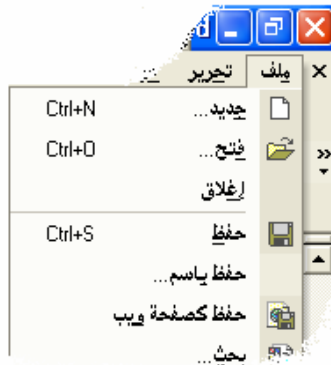 d
ملف تحرير
جديد... Ctrl+N
فتح... Ctrl+O
إغلاق
حفظ Ctrl+S
حفظ باسم...
حفظ كصفحة ويب
بحث...